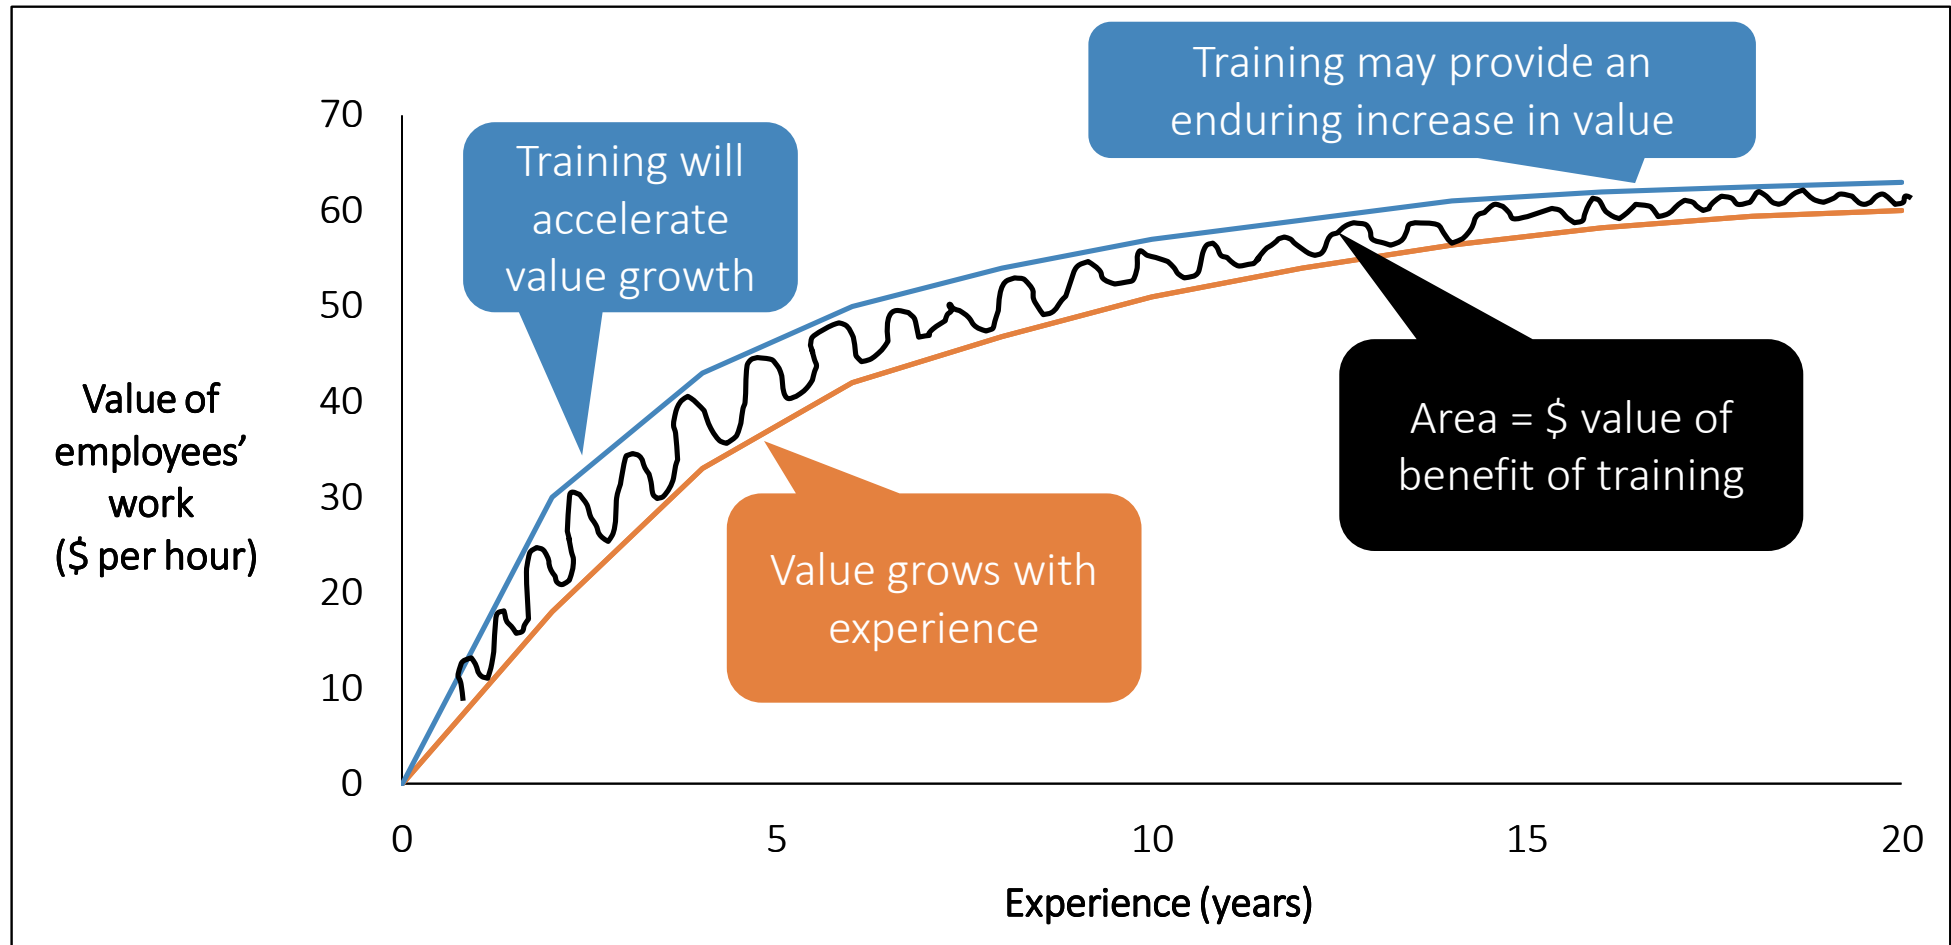 Training may provide an
enduring increase in value
Training will
accelerate
value growth
70
60
50
40
30
20
10
0
Value of
employees’
work
($ per hour)
Area = $ value of
benefit of training
Value grows with
experience
0 5 10 15 20
Experience (years)